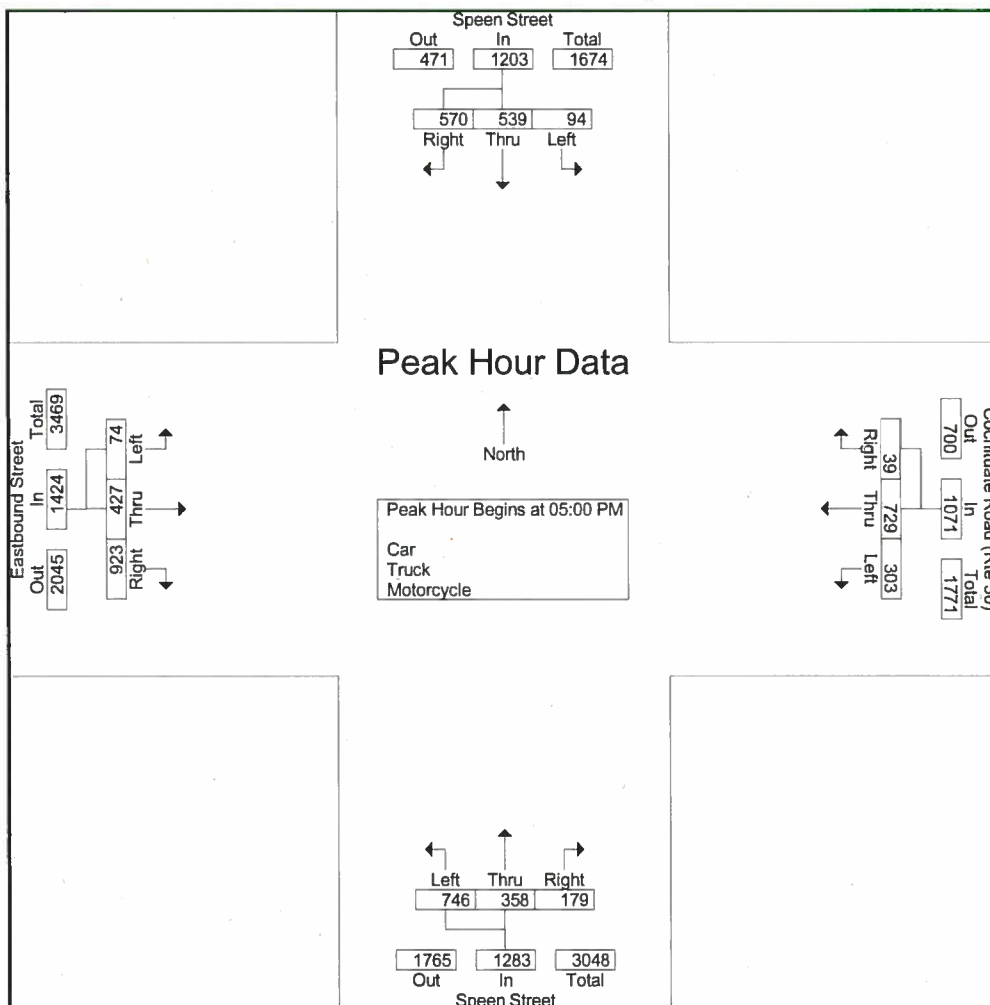 Speen Street
Out In Total
471 1203 1674
570 539 94
Right Thru Left
Peak Hour Data
North
Peak Hour Begins at 05:00 PM
Car
Truck
Motorcycle
Eastbound Street
Out In Total
2045 1424 3469
Right Thru Left
923 427 74
Right Thru Left
39 729 303
Out In Total
700 1071 1771
Road (Rte
Left Thru Right
746 358 179
1765 1283 3048
Out In Total
Speen Street